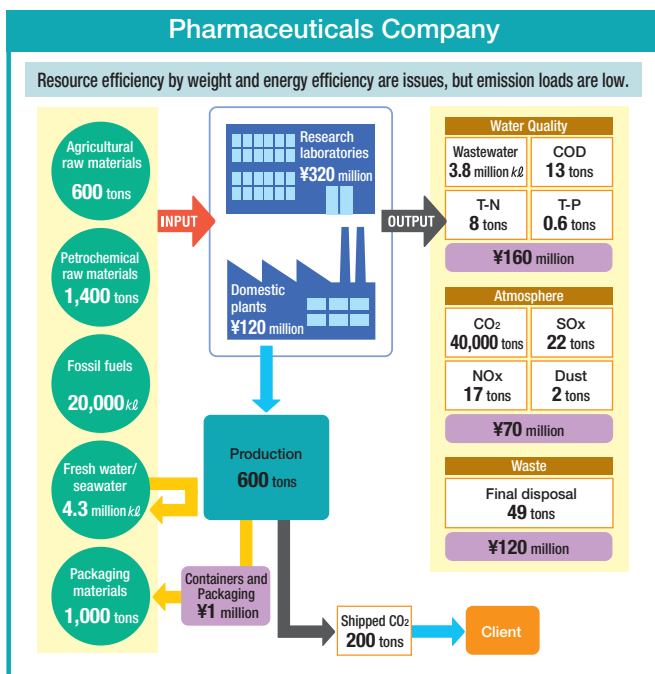 Pharmaceuticals Company
Resource efficiency by weight and energy efficiency are issues, but emission loads are low.
Agricultural
raw materials
600 tons
Petrochemical
raw materials
1,400 tons
Fossil fuels
20,000 kℓ
Fresh water/
seawater
4.3 million kℓ
Packaging
materials
1,000 tons
INPUT
Research
laboratories
¥320 million
Domestic
plants
¥120 million
OUTPUT
Production
600 tons
Containers and
Packaging
¥1 million
Shipped CO₂
200 tons
Client
Water Quality
Wastewater
3.8 million kℓ
COD
13 tons
T-N
8 tons
T-P
0.6 tons
¥160 million
Atmosphere
CO₂
40,000 tons
SOx
22 tons
NOx
17 tons
Dust
2 tons
¥70 million
Waste
Final disposal
49 tons
¥120 million